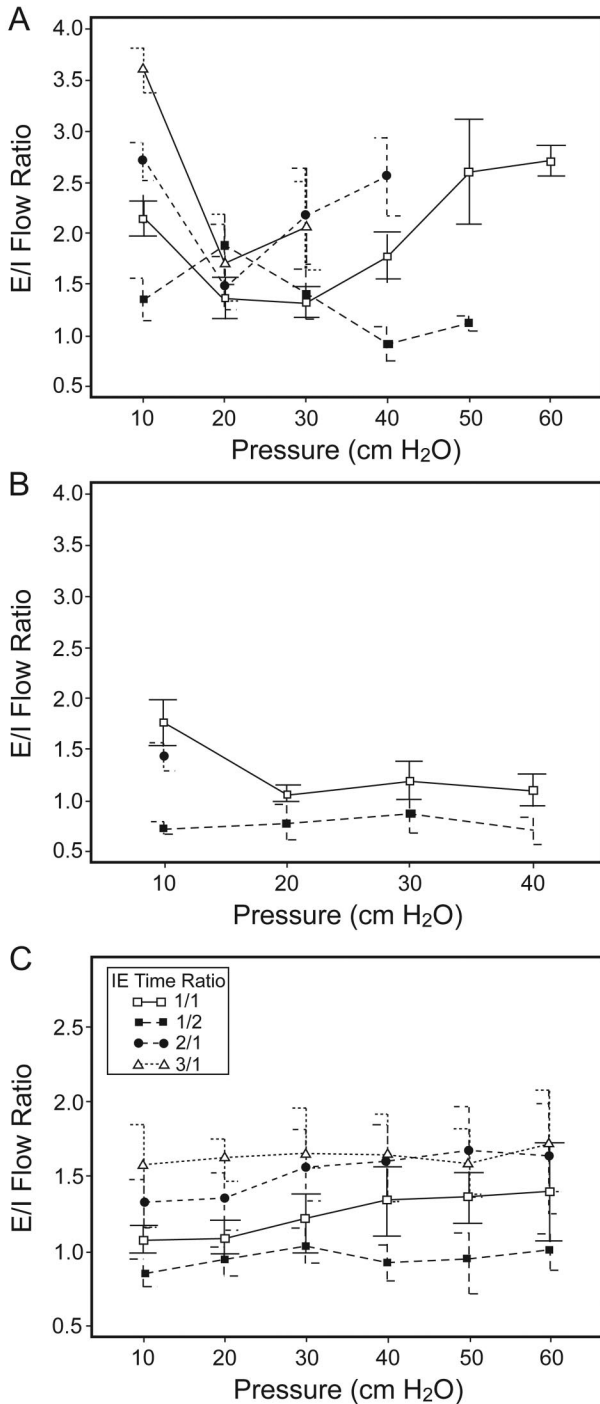 A
4.0
3.5
3.0
2.5
2.0
1.5
1.0
0.5
E/I Flow Ratio
10 20 30 40 50 60
Pressure (cm H₂O)
B
4.0
3.5
3.0
2.5
2.0
1.5
1.0
0.5
E/I Flow Ratio
10 20 30 40
Pressure (cm H₂O)
C
IE Time Ratio
1/1
1/2
2/1
3/1
2.5
2.0
1.5
1.0
0.5
E/I Flow Ratio
10 20 30 40 50 60
Pressure (cm H₂O)